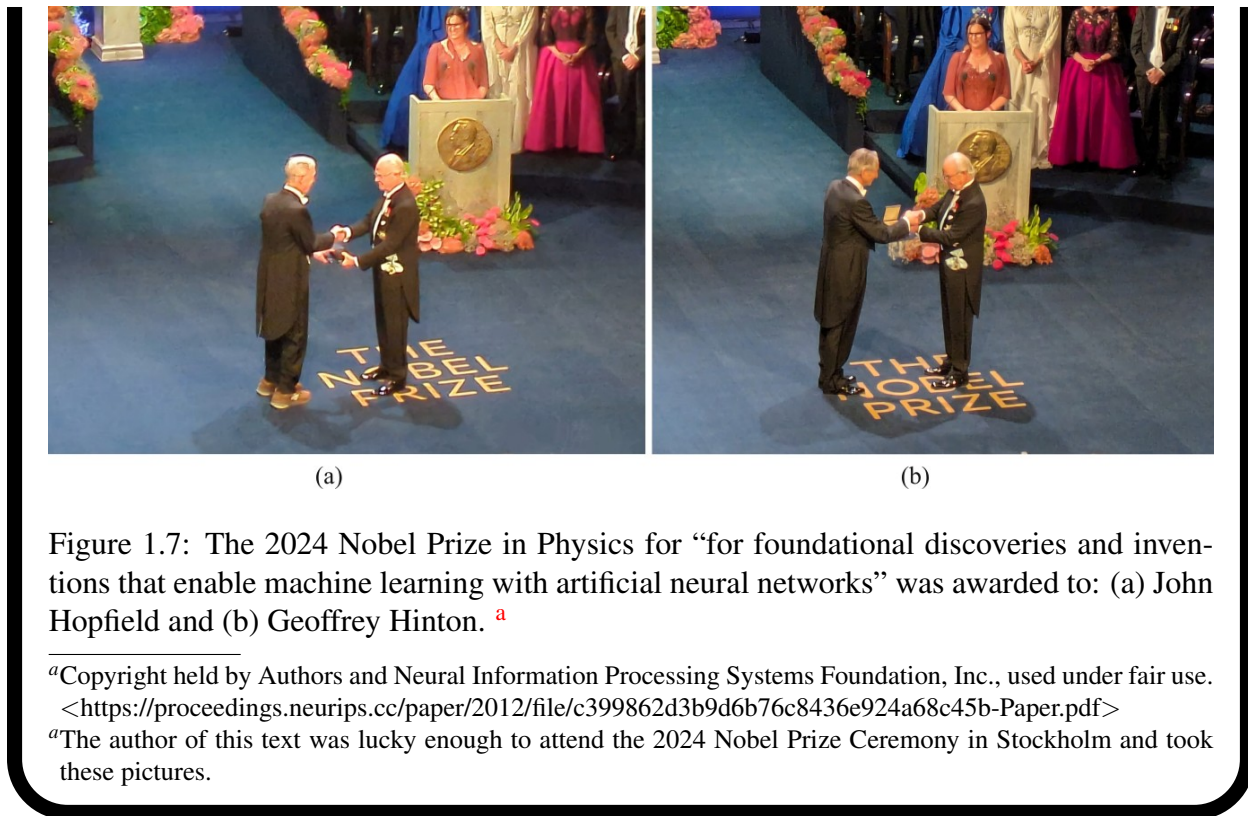 THE
NOBEL
PRIZE
THE
NOBEL
PRIZE
(a)
(b)
Figure 1.7: The 2024 Nobel Prize in Physics for “for foundational discoveries and inven-
tions that enable machine learning with artificial neural networks” was awarded to: (a) John
Hopfield and (b) Geoffrey Hinton. a
aCopyright held by Authors and Neural Information Processing Systems Foundation, Inc., used under fair use.
<https://proceedings.neurips.cc/paper/2012/file/c399862d3b9d6b76c8436e924a68c45b-Paper.pdf>
aThe author of this text was lucky enough to attend the 2024 Nobel Prize Ceremony in Stockholm and took
these pictures.